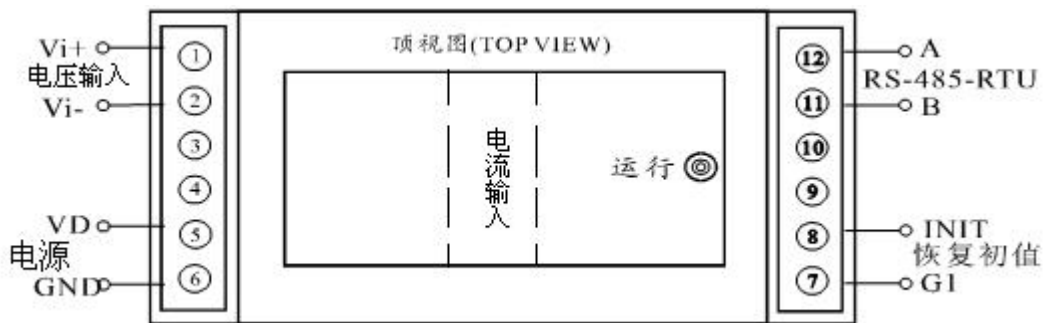 顶视图(TOP VIEW)
Vi+
电压输入
Vi-
VD
电源
GND
①
②
③
④
⑤
⑥
电流输入
运行
⑫
⑪
⑩
⑨
⑧
⑦
A
RS-485-RTU
B
INIT
恢复初值
G1